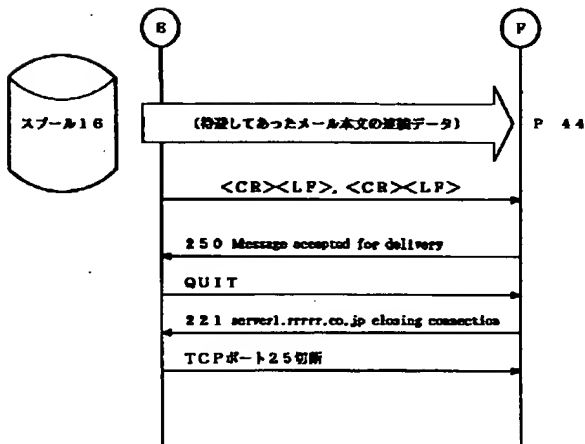 E
F
スプール16
(待避してあったメール本文の連続データ)
P 44
<CR><LF>. <CR><LF>
250 Message accepted for delivery
QUIT
221 server1.rrrrr.co.jp closing connection
TCPポート25切断